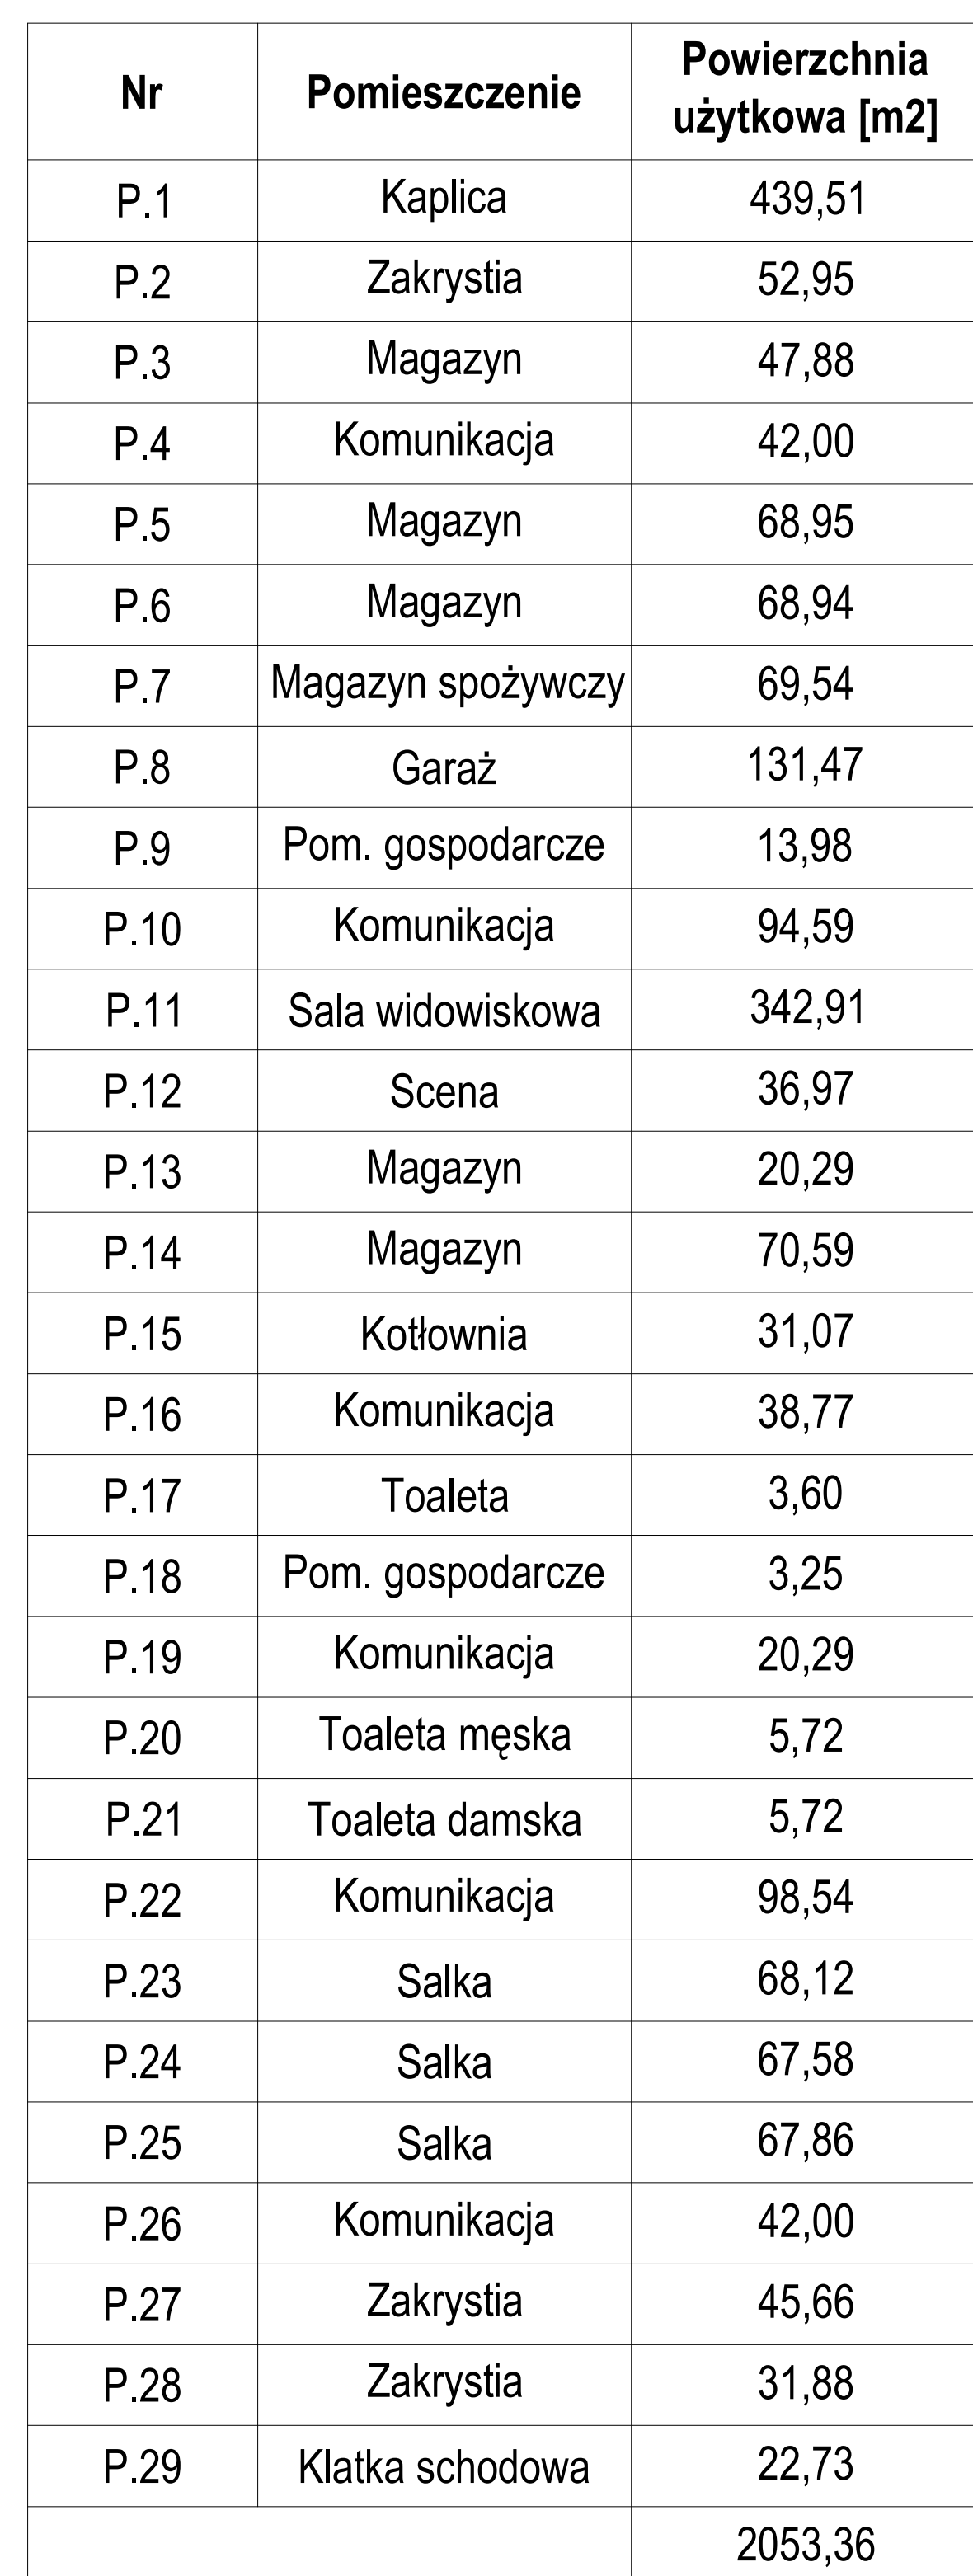 Nr Pomieszczenie Powierzchnia
użytkowa [m2]
P.1 Kaplica 439,51
P.2 Zakrystia 52,95
P.3 Magazyn 47,88
P.4 Komunikacja 42,00
P.5 Magazyn 68,95
P.6 Magazyn 68,94
P.7 Magazyn spożywczy 69,54
P.8 Garaż 131,47
P.9 Pom. gospodarcze 13,98
P.10 Komunikacja 94,59
P.11 Sala widowiskowa 342,91
P.12 Scena 36,97
P.13 Magazyn 20,29
P.14 Magazyn 70,59
P.15 Kotłownia 31,07
P.16 Komunikacja 38,77
P.17 Toaleta 3,60
P.18 Pom. gospodarcze 3,25
P.19 Komunikacja 20,29
P.20 Toaleta męska 5,72
P.21 Toaleta damska 5,72
P.22 Komunikacja 98,54
P.23 Salka 68,12
P.24 Salka 67,58
P.25 Salka 67,86
P.26 Komunikacja 42,00
P.27 Zakrystia 45,66
P.28 Zakrystia 31,88
P.29 Klatka schodowa 22,73
2053,36